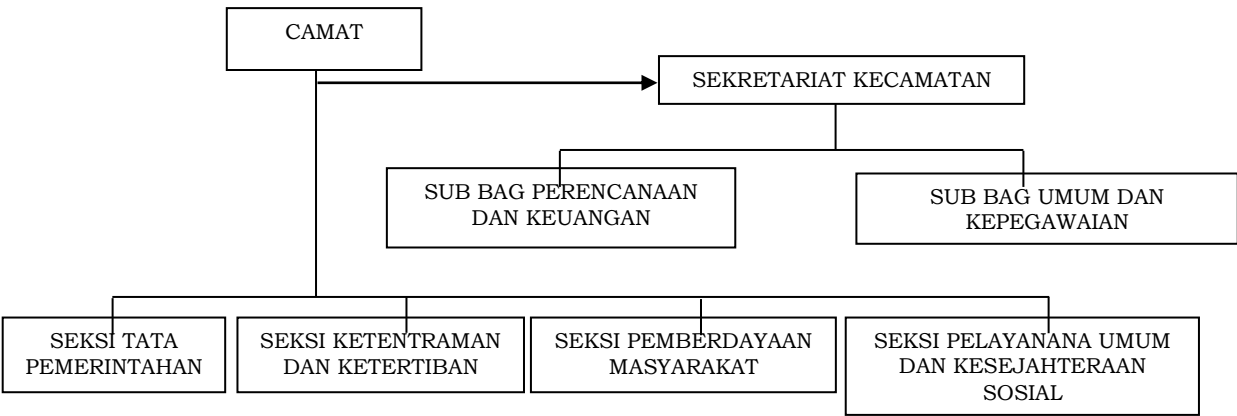 CAMAT
SEKRETARIAT KECAMATAN
SUB BAG PERENCANAAN
DAN KEUANGAN
SUB BAG UMUM DAN
KEPEGAWAIAN
SEKSI TATA
PEMERINTAHAN
SEKSI KETENTRAMAN
DAN KETERTIBAN
SEKSI PEMBERDAYAAN
MASYARAKAT
SEKSI PELAYANANA UMUM
DAN KESEJAHTERAAN
SOSIAL